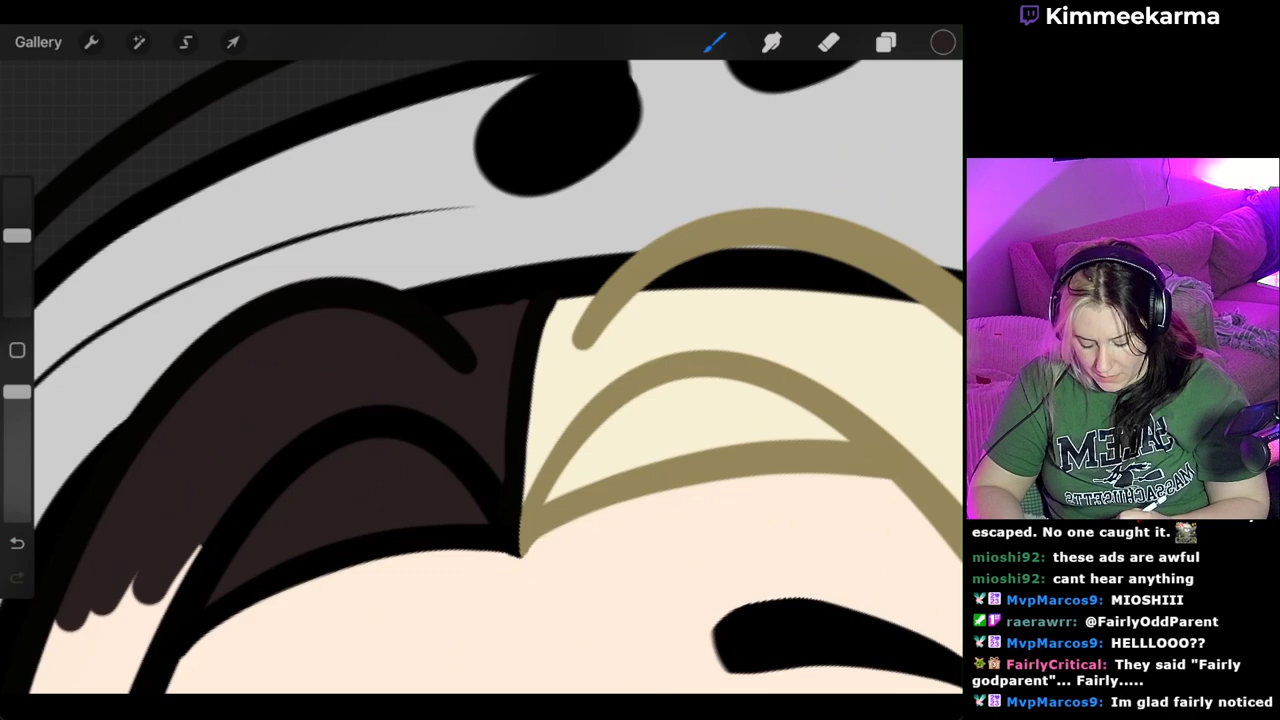 Kimmeekarma
Gallery
escaped. No one caught it.
mioshi92: these ads are awful
mioshi92: cant hear anything
MvpMarcos9: MIOSHIII
raerawrr: @FairlyOddParent
MvpMarcos9: HELLLOOO??
FairlyCritical: They said "Fairly
godparent"... Fairly.....
MvpMarcos9: Im glad fairly noticed